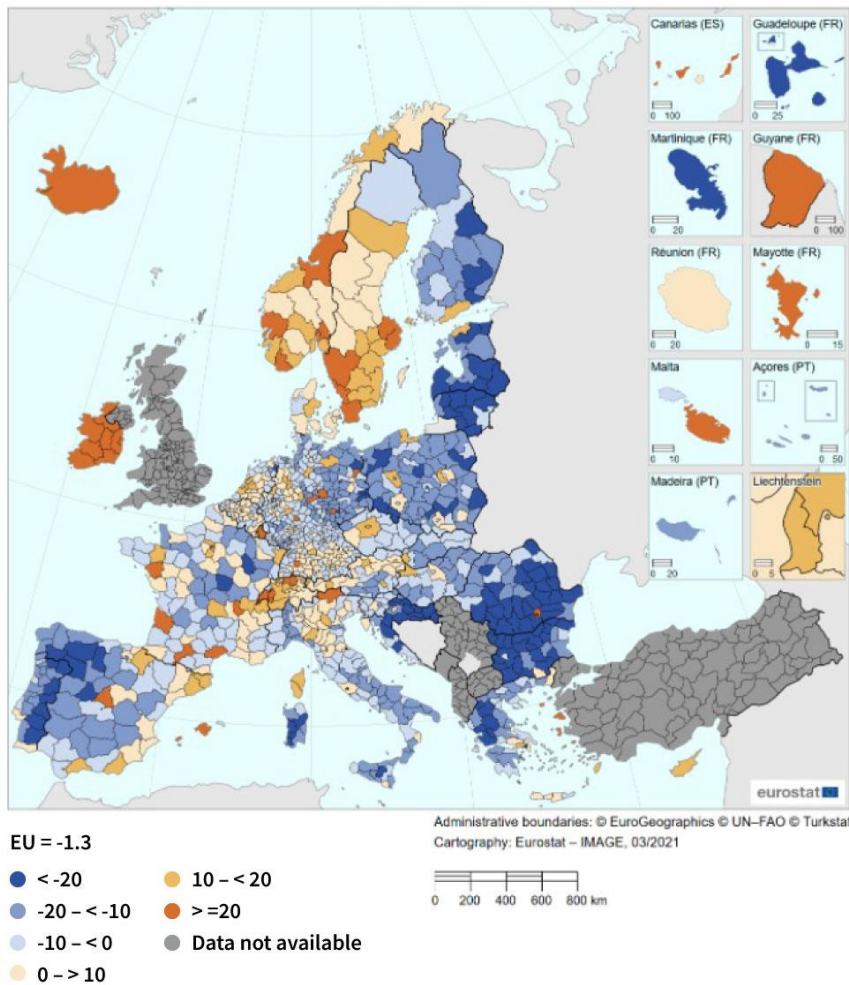 Canarias (ES)
0 100
Guadeloupe (FR)
0 25
Martinique (FR)
0 20
Guyane (FR)
0 100
Réunion (FR)
0 20
Mayotte (FR)
0 15
Malta
0 10
Açores (PT)
0 50
Madeira (PT)
0 20
Liechtenstein
0 5
eurostat
Administrative boundaries: © EuroGeographics © UN–FAO © Turkstat
Cartography: Eurostat – IMAGE, 03/2021
0 200 400 600 800 km
EU = -1.3
< -20
-20 – < -10
-10 – < 0
0 – > 10
10 – < 20
> =20
Data not available